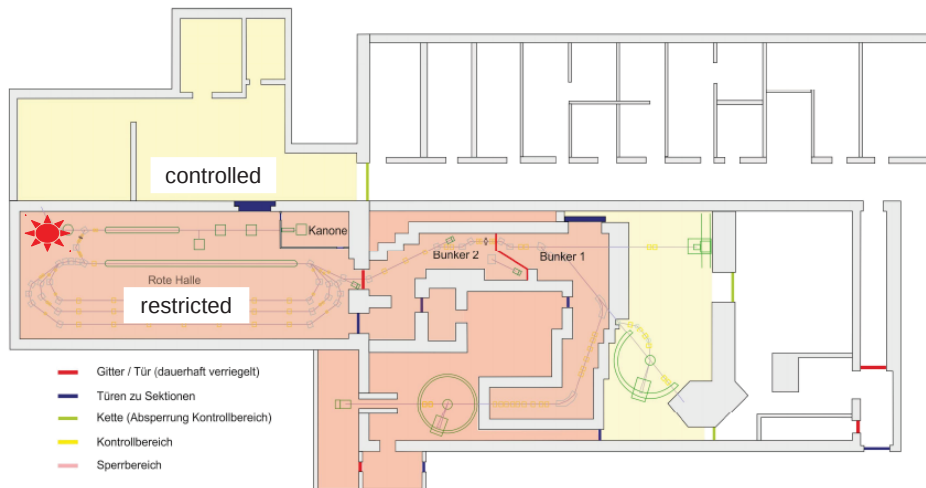 controlled
Kanone
Bunker 2
Bunker 1
Rote Halle
restricted
Gitter / Tür (dauerhaft verriegelt)
Türen zu Sektionen
Kette (Absperrung Kontrollbereich)
Kontrollbereich
Sperrbereich